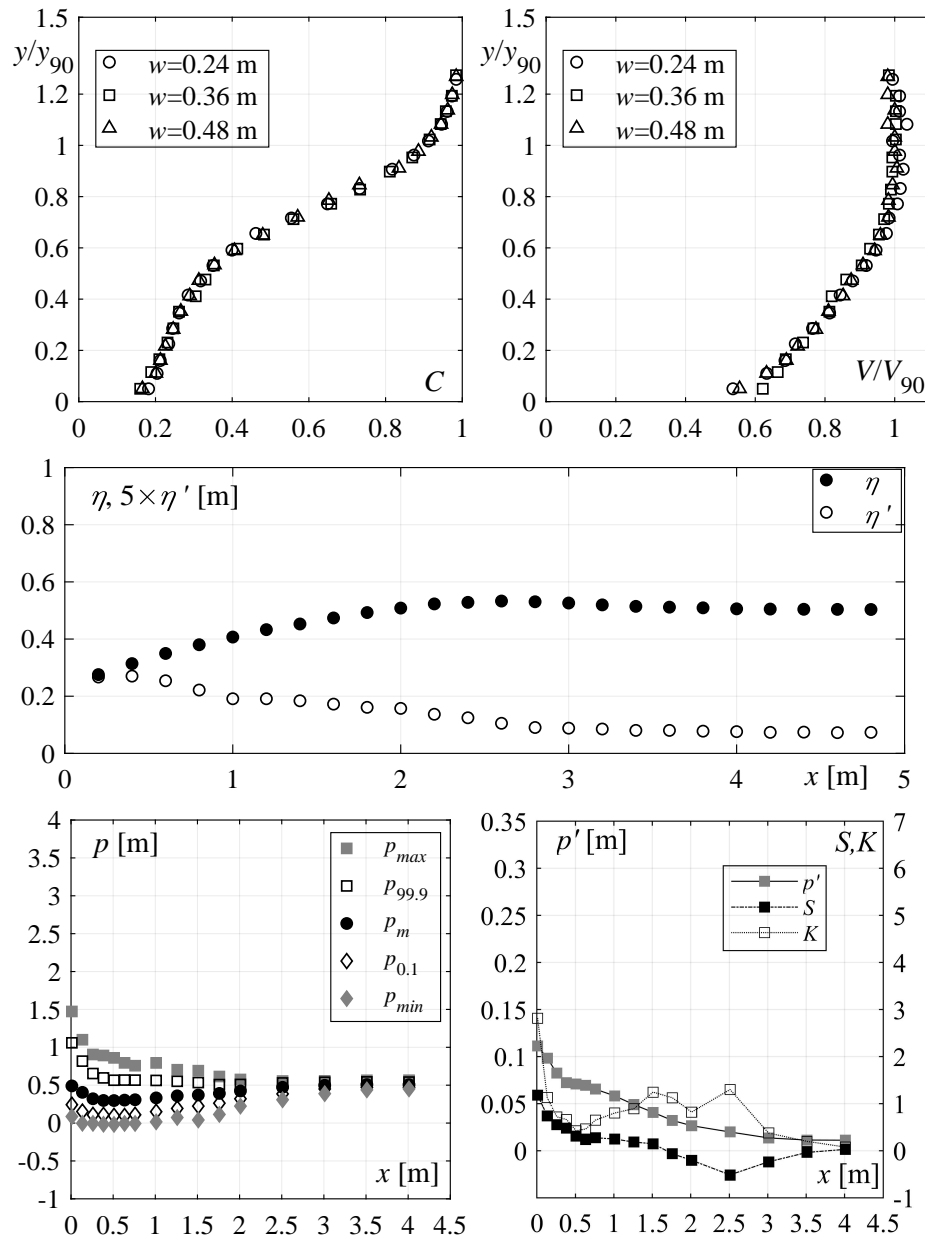 1.5
y/y90
1.2
1
0.8
0.6
0.4
0.2
0
w=0.24 m
w=0.36 m
w=0.48 m
C
0 0.2 0.4 0.6 0.8 1
1.5
y/y90
1.2
1
0.8
0.6
0.4
0.2
0
w=0.24 m
w=0.36 m
w=0.48 m
V/V90
0 0.2 0.4 0.6 0.8 1
1
0.8
0.6
0.4
0.2
0
η, 5×η' [m]
η
η'
0 1 2 3 4 x [m] 5
4
3.5
3
2.5
2
1.5
1
0.5
0
-0.5
-1
p [m]
pmax
p99.9
pm
p0.1
pmin
x [m]
0 0.5 1 1.5 2 2.5 3 3.5 4 4.5
0.35
0.3
0.25
0.2
0.15
0.1
0.05
0
p' [m]
S,K
p'
S
K
7
6
5
4
3
2
1
0
-1
x [m]
0 0.5 1 1.5 2 2.5 3 3.5 4 4.5